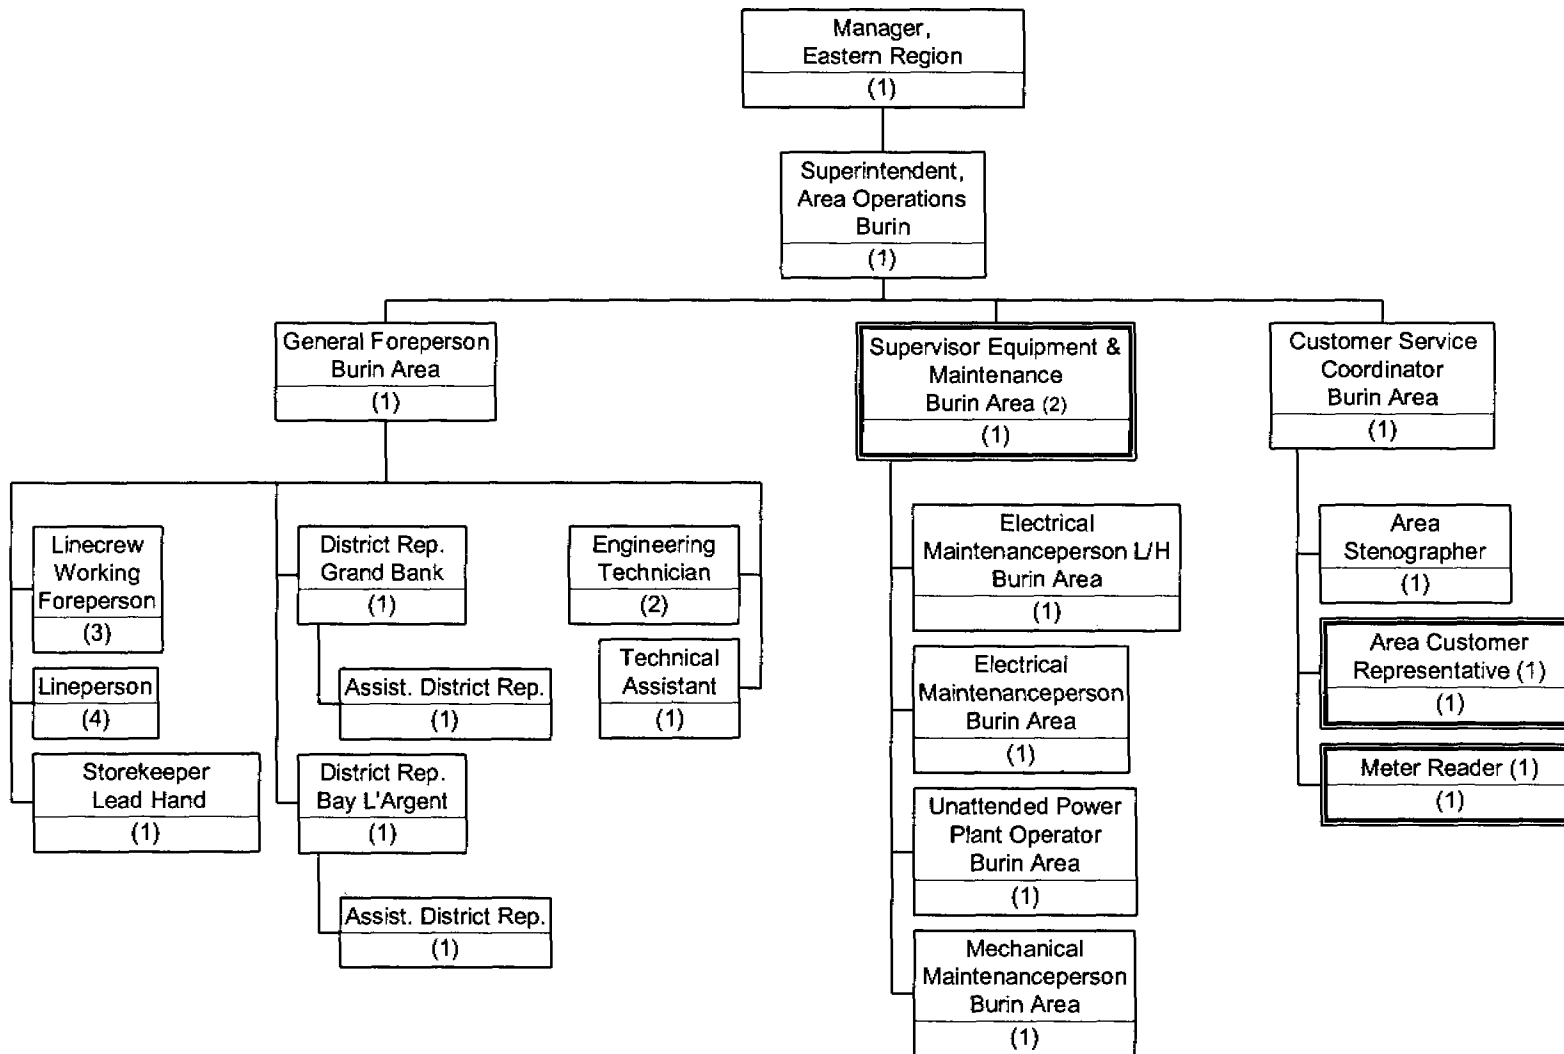 Manager,
Eastern Region
(1)
Superintendent,
Area Operations
Burin
(1)
General Foreperson
Burin Area
(1)
Linecrew
Working
Foreperson
(3)
Lineperson
(4)
Storekeeper
Lead Hand
(1)
District Rep.
Grand Bank
(1)
Assist. District Rep.
(1)
District Rep.
Bay L'Argent
(1)
Assist. District Rep.
(1)
Engineering
Technician
(2)
Technical
Assistant
(1)
Supervisor Equipment &
Maintenance
Burin Area (2)
(1)
Electrical
Maintenanceperson L/H
Burin Area
(1)
Electrical
Maintenanceperson
Burin Area
(1)
Unattended Power
Plant Operator
Burin Area
(1)
Mechanical
Maintenanceperson
Burin Area
(1)
Customer Service
Coordinator
Burin Area
(1)
Area
Stenographer
(1)
Area Customer
Representative (1)
(1)
Meter Reader (1)
(1)